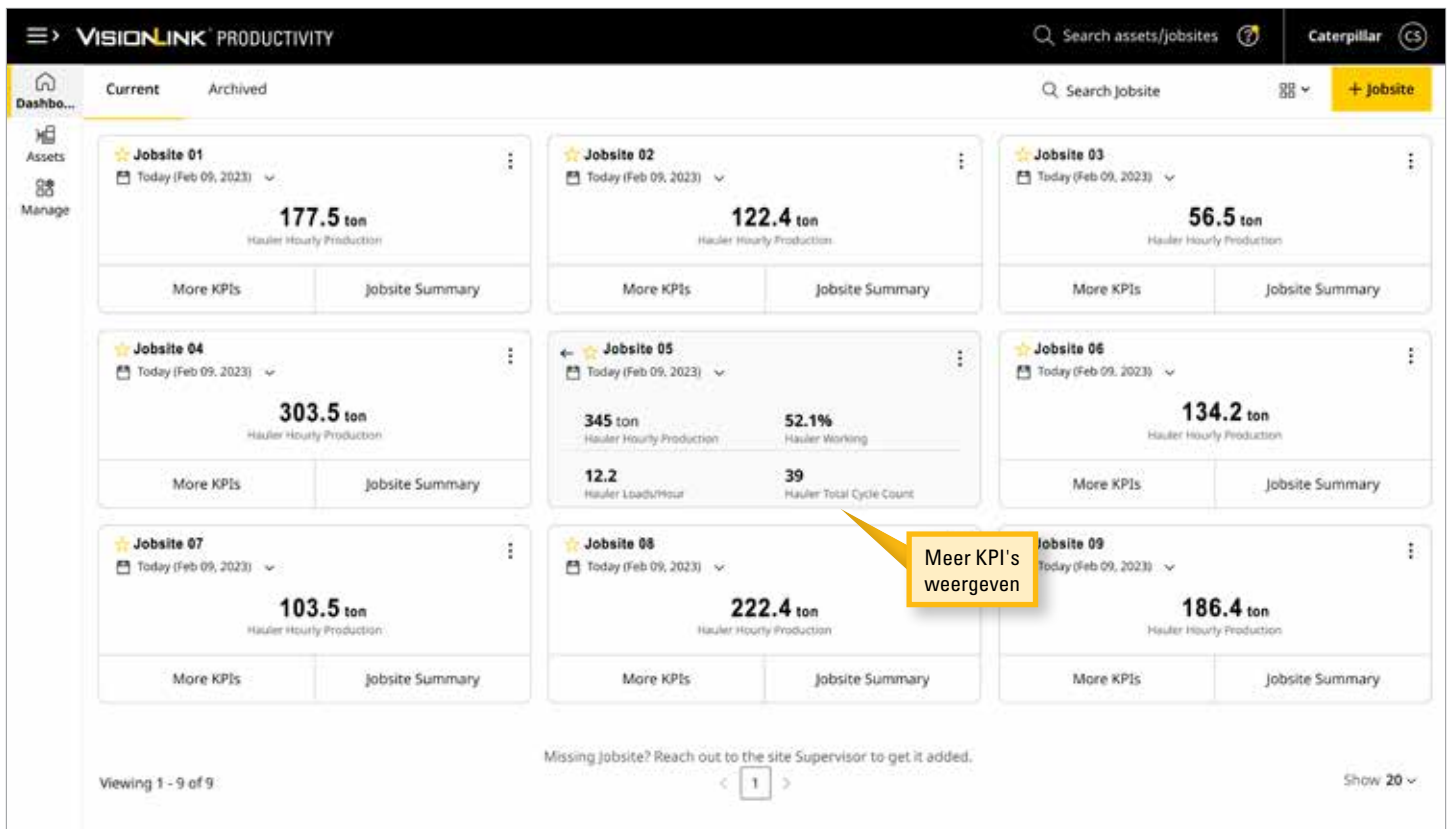 VISIONLINK PRODUCTIVITY
Search assets/jobsites
Caterpillar CS
Dashbo...
Assets
Manage
Current Archived
Search Jobsite
+ Jobsite
Jobsite 01
Today (Feb 09, 2023)
177.5 ton
Hauler Hourly Production
More KPIs Jobsite Summary
Jobsite 02
Today (Feb 09, 2023)
122.4 ton
Hauler Hourly Production
More KPIs Jobsite Summary
Jobsite 03
Today (Feb 09, 2023)
56.5 ton
Hauler Hourly Production
More KPIs Jobsite Summary
Jobsite 04
Today (Feb 09, 2023)
303.5 ton
Hauler Hourly Production
More KPIs Jobsite Summary
Jobsite 05
Today (Feb 09, 2023)
345 ton
Hauler Hourly Production
52.1%
Hauler Working
12.2
Hauler Loads/Hour
39
Hauler Total Cycle Count
Meer KPI's
weergeven
Jobsite 06
Today (Feb 09, 2023)
134.2 ton
Hauler Hourly Production
More KPIs Jobsite Summary
Jobsite 07
Today (Feb 09, 2023)
103.5 ton
Hauler Hourly Production
More KPIs Jobsite Summary
Jobsite 08
Today (Feb 09, 2023)
222.4 ton
Hauler Hourly Production
More KPIs Jobsite Summary
Jobsite 09
Today (Feb 09, 2023)
186.4 ton
Hauler Hourly Production
More KPIs Jobsite Summary
Missing Jobsite? Reach out to the site Supervisor to get it added.
Viewing 1 - 9 of 9
< 1 >
Show 20